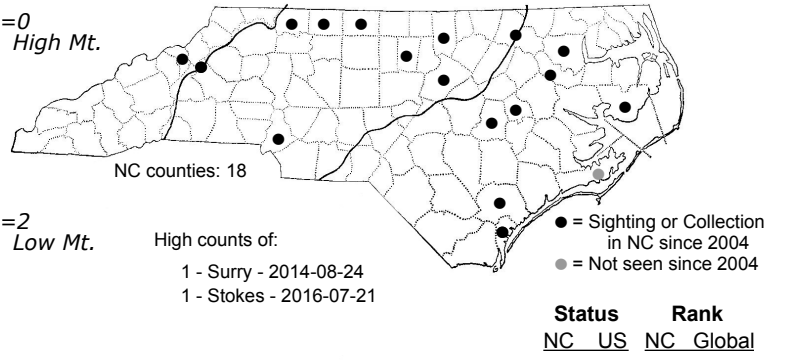 =0
High Mt.
NC counties: 18
=2
Low Mt.
High counts of:
1 - Surry - 2014-08-24
1 - Stokes - 2016-07-21
= Sighting or Collection
in NC since 2004
= Not seen since 2004
Status Rank
NC US NC Global